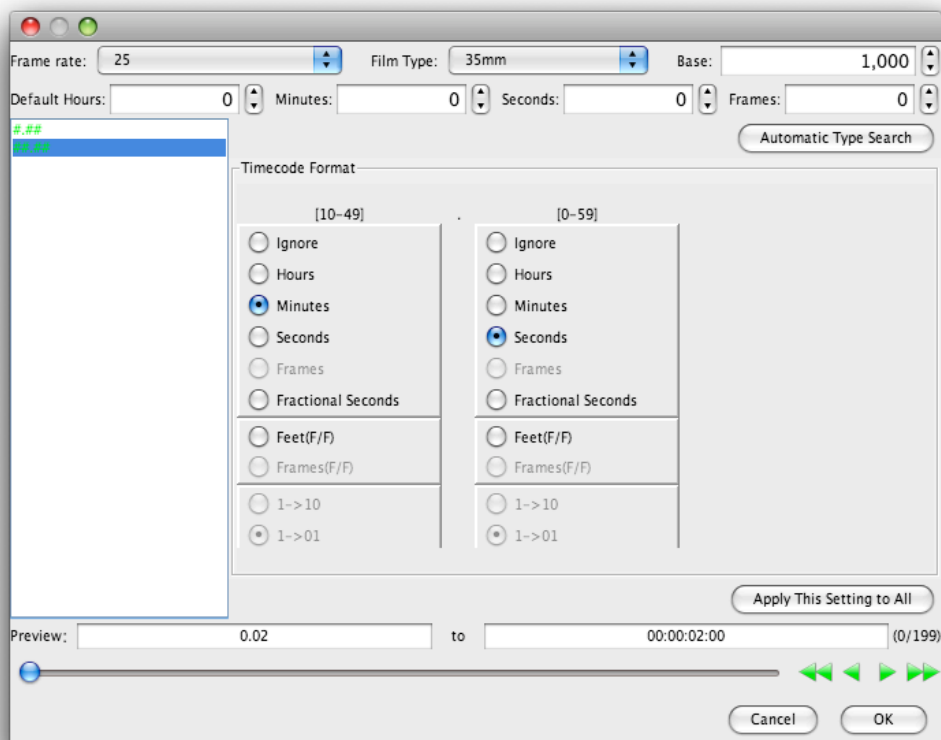 Frame rate: 25 Film Type: 35mm Base: 1,000
Default Hours: 0 Minutes: 0 Seconds: 0 Frames: 0
#.##
##.##
Automatic Type Search
Timecode Format
[10-49] . [0-59]
Ignore Ignore
Hours Hours
Minutes Minutes
Seconds Seconds
Frames Frames
Fractional Seconds Fractional Seconds
Feet(F/F) Feet(F/F)
Frames(F/F) Frames(F/F)
1->10 1->10
1->01 1->01
Apply This Setting to All
Preview: 0.02 to 00:00:02:00 (0/199)
Cancel OK